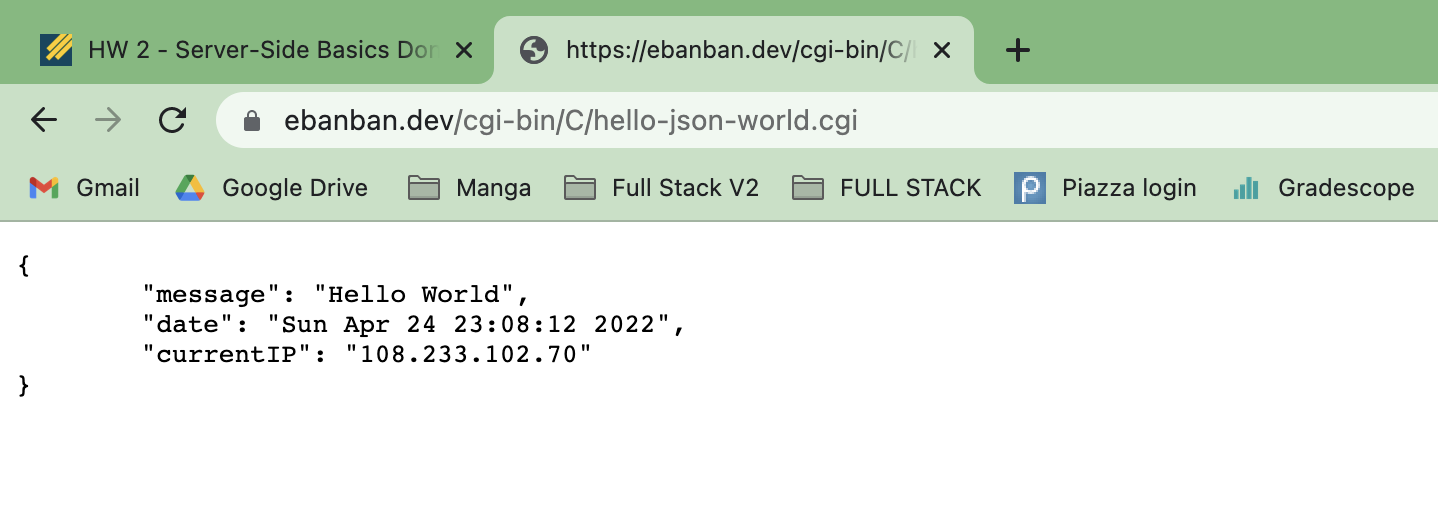 HW 2 - Server-Side Basics Do
https://ebanban.dev/cgi-bin/C/
ebanban.dev/cgi-bin/C/hello-json-world.cgi
Gmail Google Drive Manga Full Stack V2 FULL STACK Piazza login Gradescope
{
"message": "Hello World",
"date": "Sun Apr 24 23:08:12 2022",
"currentIP": "108.233.102.70"
}